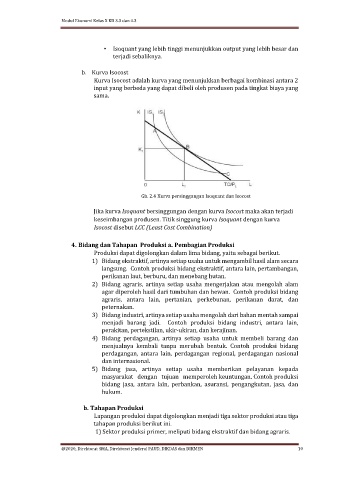 Modul Ekonomi Kelas X KD 3.3 dan 4.3
• Isoquant yang lebih tinggi menunjukkan output yang lebih besar dan
terjadi sebaliknya.
b. Kurva Isocost
Kurva Isocost adalah kurva yang menunjukkan berbagai kombinasi antara 2
input yang berbeda yang dapat dibeli oleh produsen pada tingkat biaya yang
sama.
K
A
B
K₁
C
0 L₁ L
Gb. 2.4 Kurva persinggungan Isoquant dan Isocost
Jika kurva Isoquant bersinggungan dengan kurva Isocost maka akan terjadi
keseimbangan produsen. Titik singgung kurva Isoquant dengan kurva
Isocost disebut LCC (Least Cost Combination)
4. Bidang dan Tahapan Produksi a. Pembagian Produksi
Produksi dapat digolongkan dalam lima bidang, yaitu sebagai berikut.
1) Bidang ekstraktif, artinya setiap usaha untuk mengambil hasil alam secara
langsung. Contoh produksi bidang ekstraktif, antara lain, pertambangan,
perikanan laut, berburu, dan menebang hutan.
2) Bidang agraris, artinya setiap usaha mengerjakan atau mengolah alam
agar diperoleh hasil dari tumbuhan dan hewan. Contoh produksi bidang
agraris, antara lain, pertanian, perkebunan, perikanan darat, dan
peternakan.
3) Bidang industri, artinya setiap usaha mengolah dari bahan mentah sampai
menjadi barang jadi. Contoh produksi bidang industri, antara lain,
perakitan, pertekstilan, ukir-ukiran, dan kerajinan.
4) Bidang perdagangan, artinya setiap usaha untuk membeli barang dan
menjualnya kembali tanpa merubah bentuk. Contoh produksi bidang
perdagangan, antara lain, perdagangan regional, perdagangan nasional
dan internasional.
5) Bidang jasa, artinya setiap usaha memberikan pelayanan kepada
masyarakat dengan tujuan memperoleh keuntungan. Contoh produksi
bidang jasa, antara lain, perbankan, asuransi, pengangkutan, jasa, dan
hukum.
b. Tahapan Produksi
Lapangan produksi dapat digolongkan menjadi tiga sektor produksi atau tiga
tahapan produksi berikut ini.
1) Sektor produksi primer, meliputi bidang ekstraktif dan bidang agraris.
@2020, Direktorat SMA, Direktorat Jenderal PAUD, DIKDAS dan DIKMEN 19